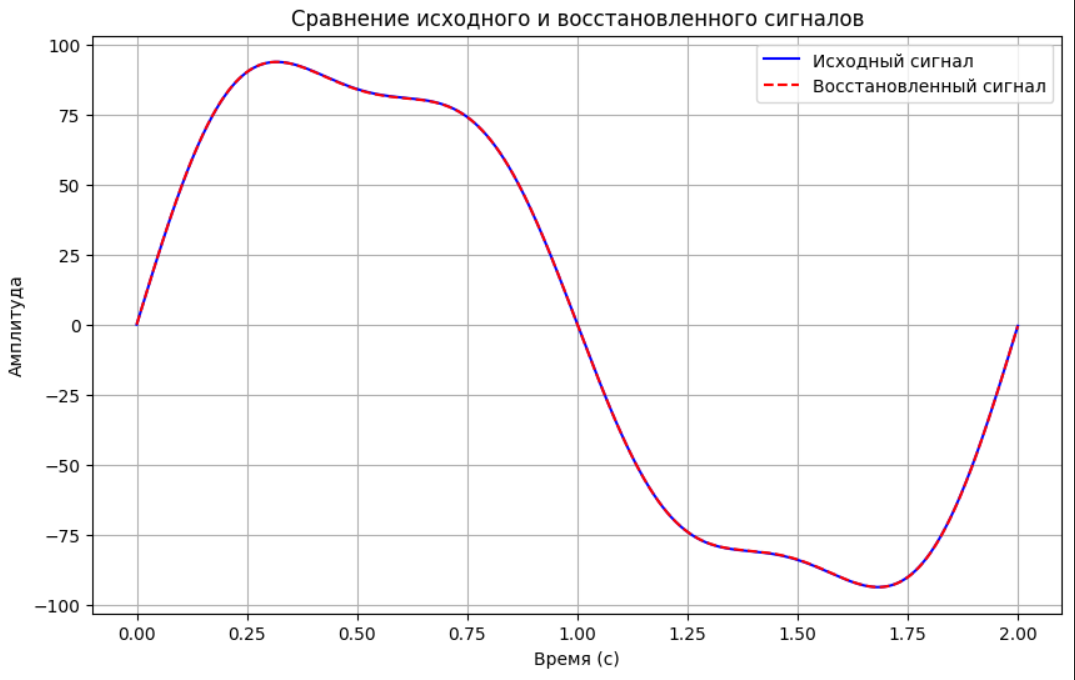 Сравнение исходного и восстановленного сигналов
Исходный сигнал
Восстановленный сигнал
Амплитуда
100
75
50
25
0
−25
−50
−75
−100
0.00 0.25 0.50 0.75 1.00 1.25 1.50 1.75 2.00
Время (с)